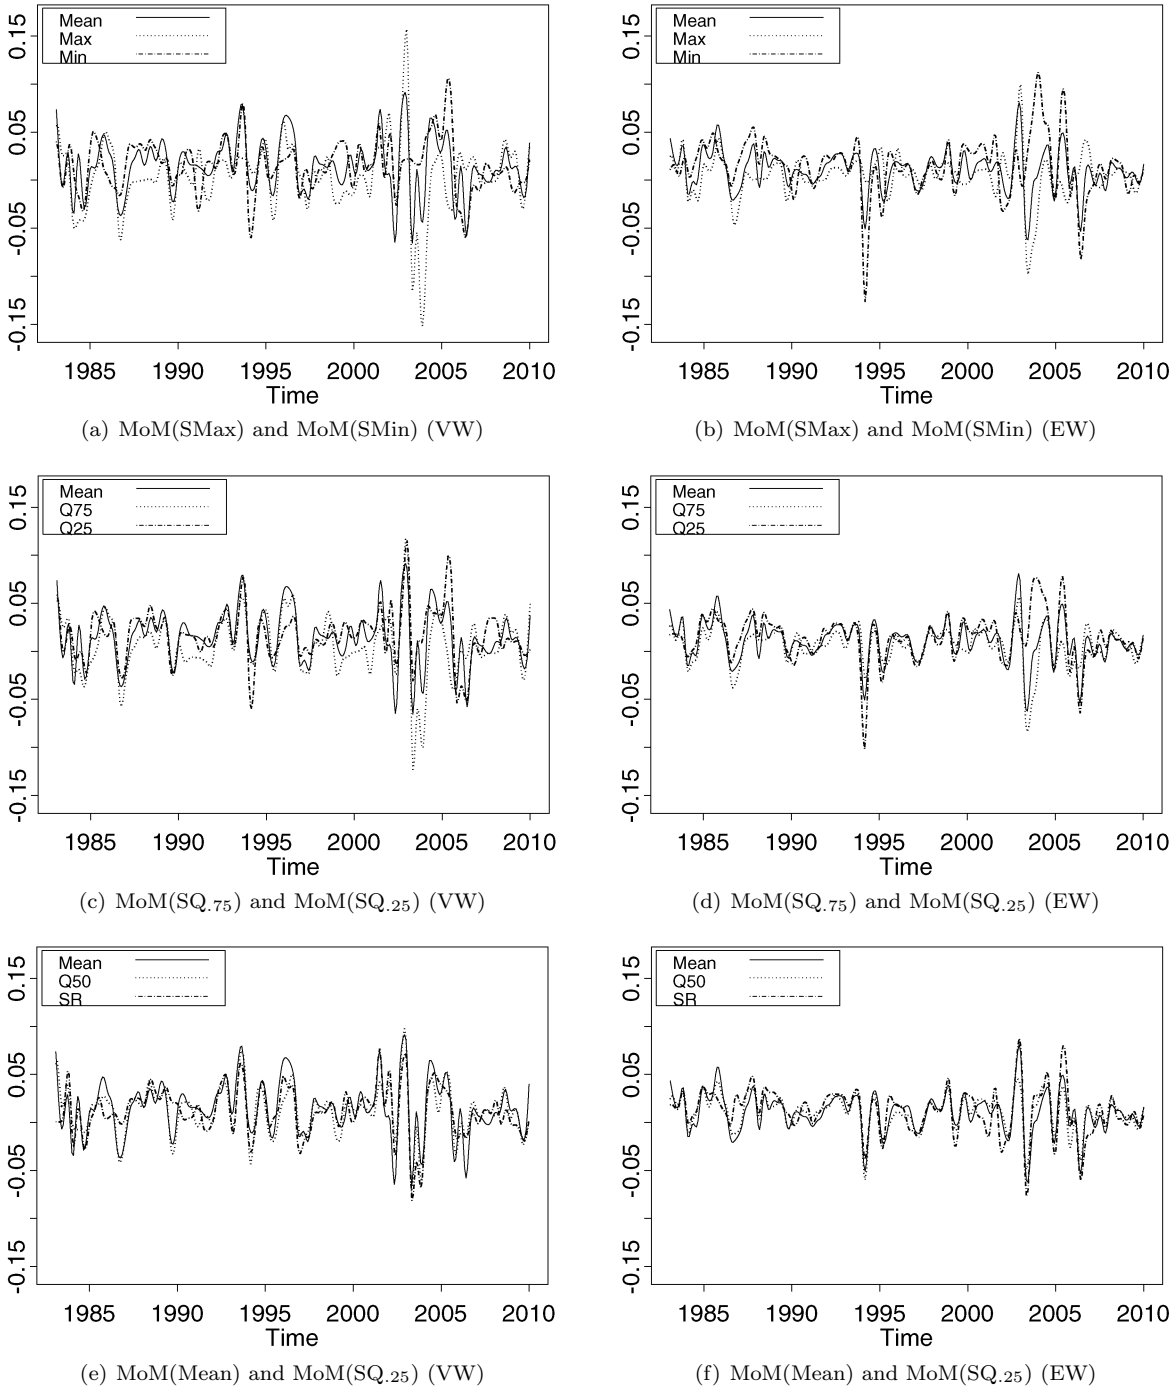 Mean
Max
Min
0.15
0.05
-0.05
-0.15
1985 1990 1995 2000 2005 2010
Time
(a) MoM(SMax) and MoM(SMin) (VW)
Mean
Max
Min
0.15
0.05
-0.05
-0.15
1985 1990 1995 2000 2005 2010
Time
(b) MoM(SMax) and MoM(SMin) (EW)
Mean
Q75
Q25
0.15
0.05
-0.05
-0.15
1985 1990 1995 2000 2005 2010
Time
(c) MoM(SQ.75) and MoM(SQ.25) (VW)
Mean
Q75
Q25
0.15
0.05
-0.05
-0.15
1985 1990 1995 2000 2005 2010
Time
(d) MoM(SQ.75) and MoM(SQ.25) (EW)
Mean
Q50
SR
0.15
0.05
-0.05
-0.15
1985 1990 1995 2000 2005 2010
Time
(e) MoM(Mean) and MoM(SQ.25) (VW)
Mean
Q50
SR
0.15
0.05
-0.05
-0.15
1985 1990 1995 2000 2005 2010
Time
(f) MoM(Mean) and MoM(SQ.25) (EW)